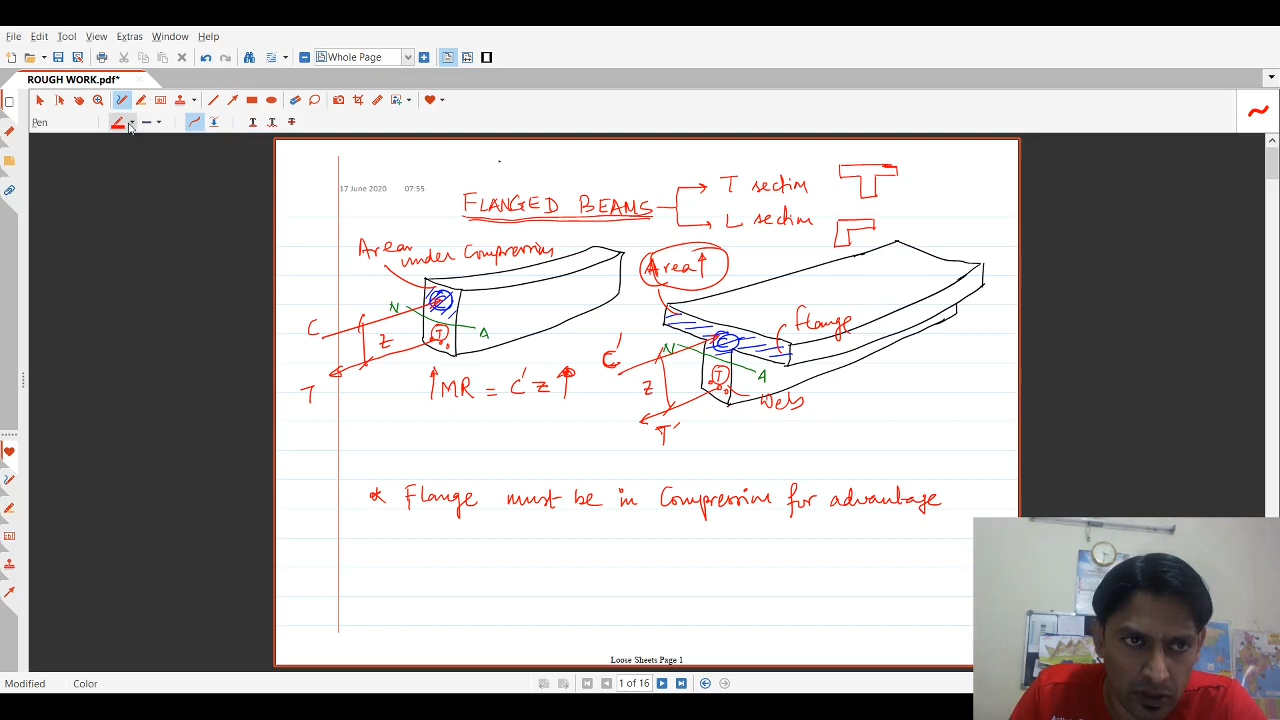 File Edit Tool View Extras Window Help
Whole Page
ROUGH WORK.pdf*
Pen
17 June 2020 07:55
FLANGED BEAMS
T section
L section
Area under Compression
Area↑
Flange
N
A
C
Z
T
C
T
↑MR = C'z↑
C'
N
A
C
Z
T
T'
Web
* Flange must be in Compression for advantage
Loose Sheets Page 1
Modified Color
1 of 16